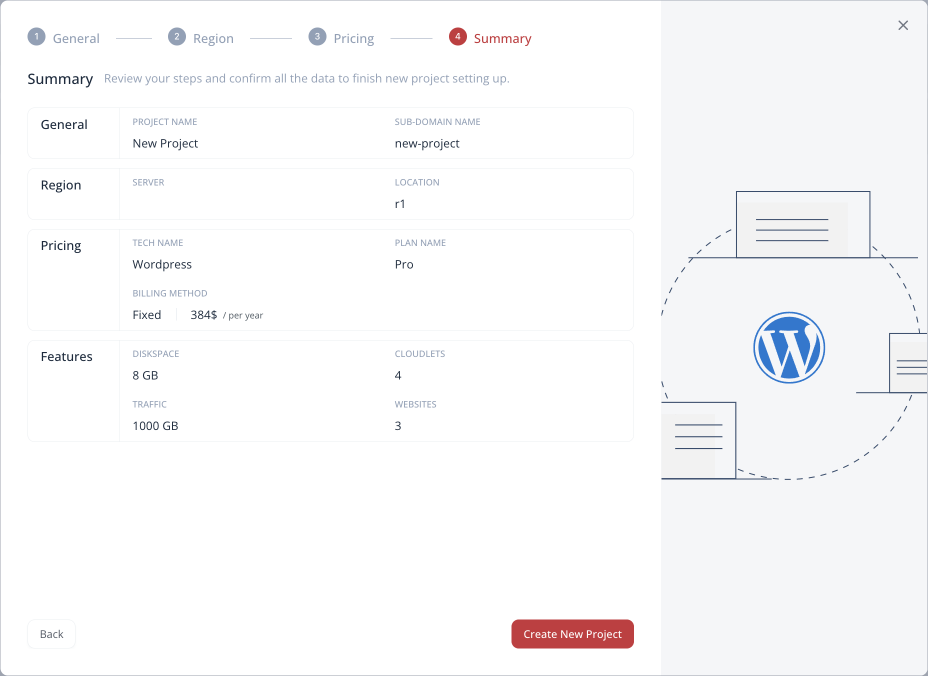 1 General 2 Region 3 Pricing 4 Summary
Summary Review your steps and confirm all the data to finish new project setting up.
General
PROJECT NAME SUB-DOMAIN NAME
New Project new-project
Region
SERVER LOCATION
r1
Pricing
TECH NAME PLAN NAME
Wordpress Pro
BILLING METHOD
Fixed 384$ / per year
Features
DISKSPACE CLOUDLETS
8 GB 4
TRAFFIC WEBSITES
1000 GB 3
Back Create New Project